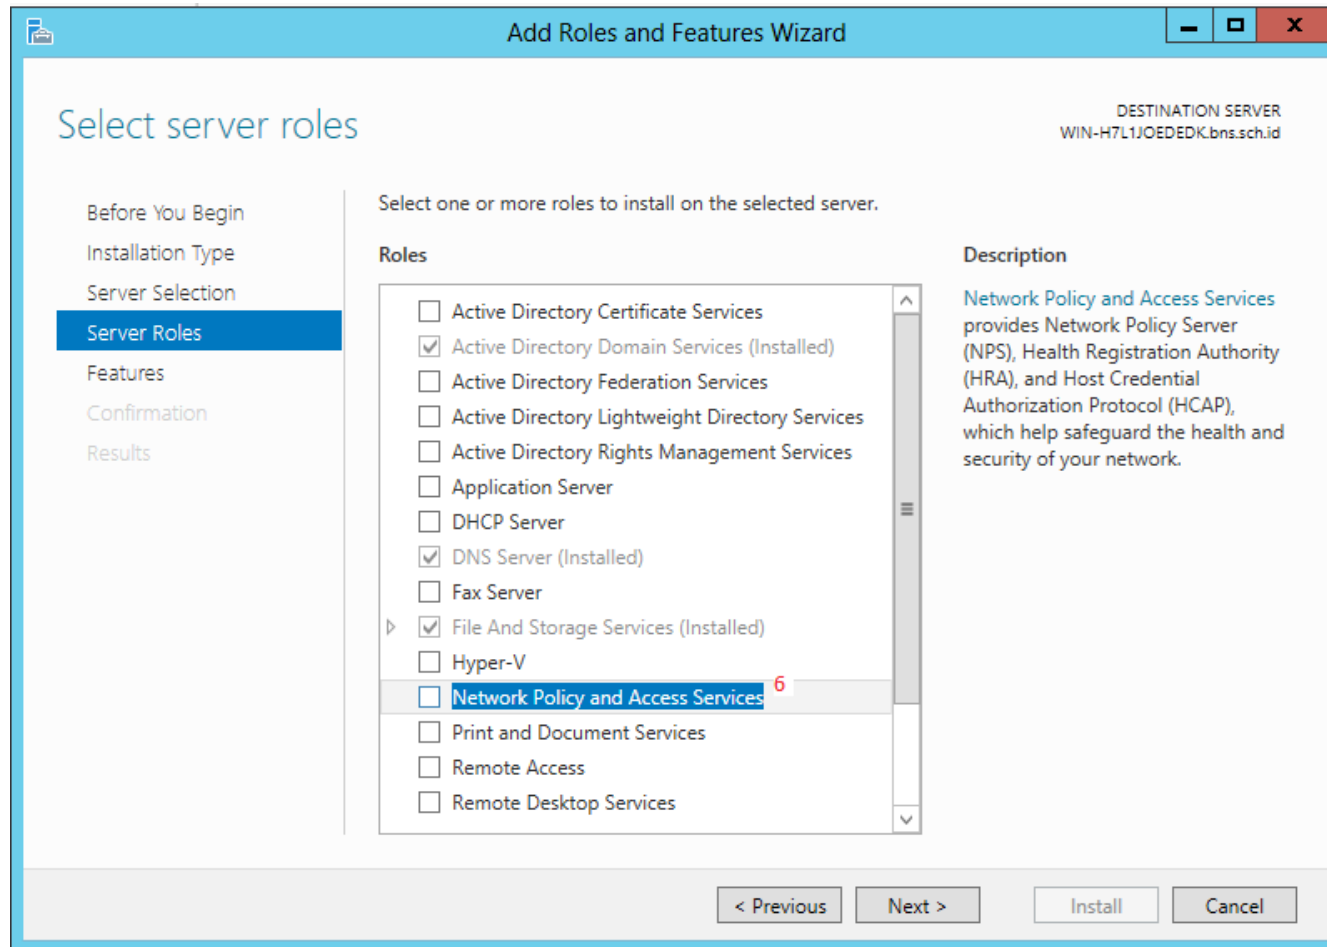 Add Roles and Features Wizard
Select server roles
DESTINATION SERVER
WIN-H7L1JOEDEDK.bns.sch.id
Before You Begin
Installation Type
Server Selection
Server Roles
Features
Confirmation
Results
Select one or more roles to install on the selected server.
Roles
Active Directory Certificate Services
Active Directory Domain Services (Installed)
Active Directory Federation Services
Active Directory Lightweight Directory Services
Active Directory Rights Management Services
Application Server
DHCP Server
DNS Server (Installed)
Fax Server
File And Storage Services (Installed)
Hyper-V
Network Policy and Access Services 6
Print and Document Services
Remote Access
Remote Desktop Services
Description
Network Policy and Access Services
provides Network Policy Server
(NPS), Health Registration Authority
(HRA), and Host Credential
Authorization Protocol (HCAP),
which help safeguard the health and
security of your network.
< Previous
Next >
Install
Cancel